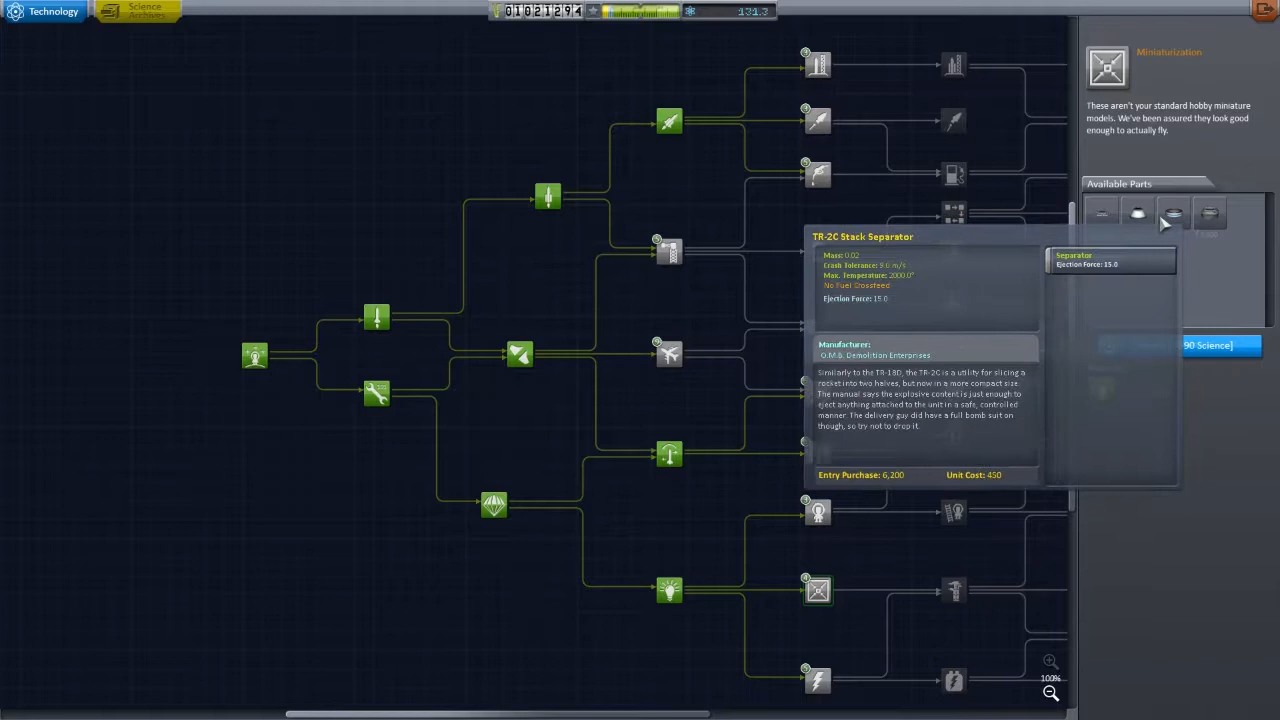 Technology
Science
Archives
01021294
131.3
Miniaturization
These aren't your standard hobby miniature
models. We've been assured they look good
enough to actually fly.
Available Parts
TR-2C Stack Separator
Mass: 0.02
Crash Tolerance: 9.0 m/s
Max. Temperature: 2000.0°
No Fuel Crossfeed
Ejection Force: 15.0
Separator
Ejection Force: 15.0
Manufacturer:
O.M.B. Demolition Enterprises
90 Science]
Similarly to the TR-18D, the TR-2C is a utility for slicing a
rocket into two halves, but now in a more compact size.
The manual says the explosive content is just enough to
eject anything attached to the unit in a safe, controlled
manner. The delivery guy did have a full bomb suit on
though, so try not to drop it.
Entry Purchase: 6,200
Unit Cost: 450
100%